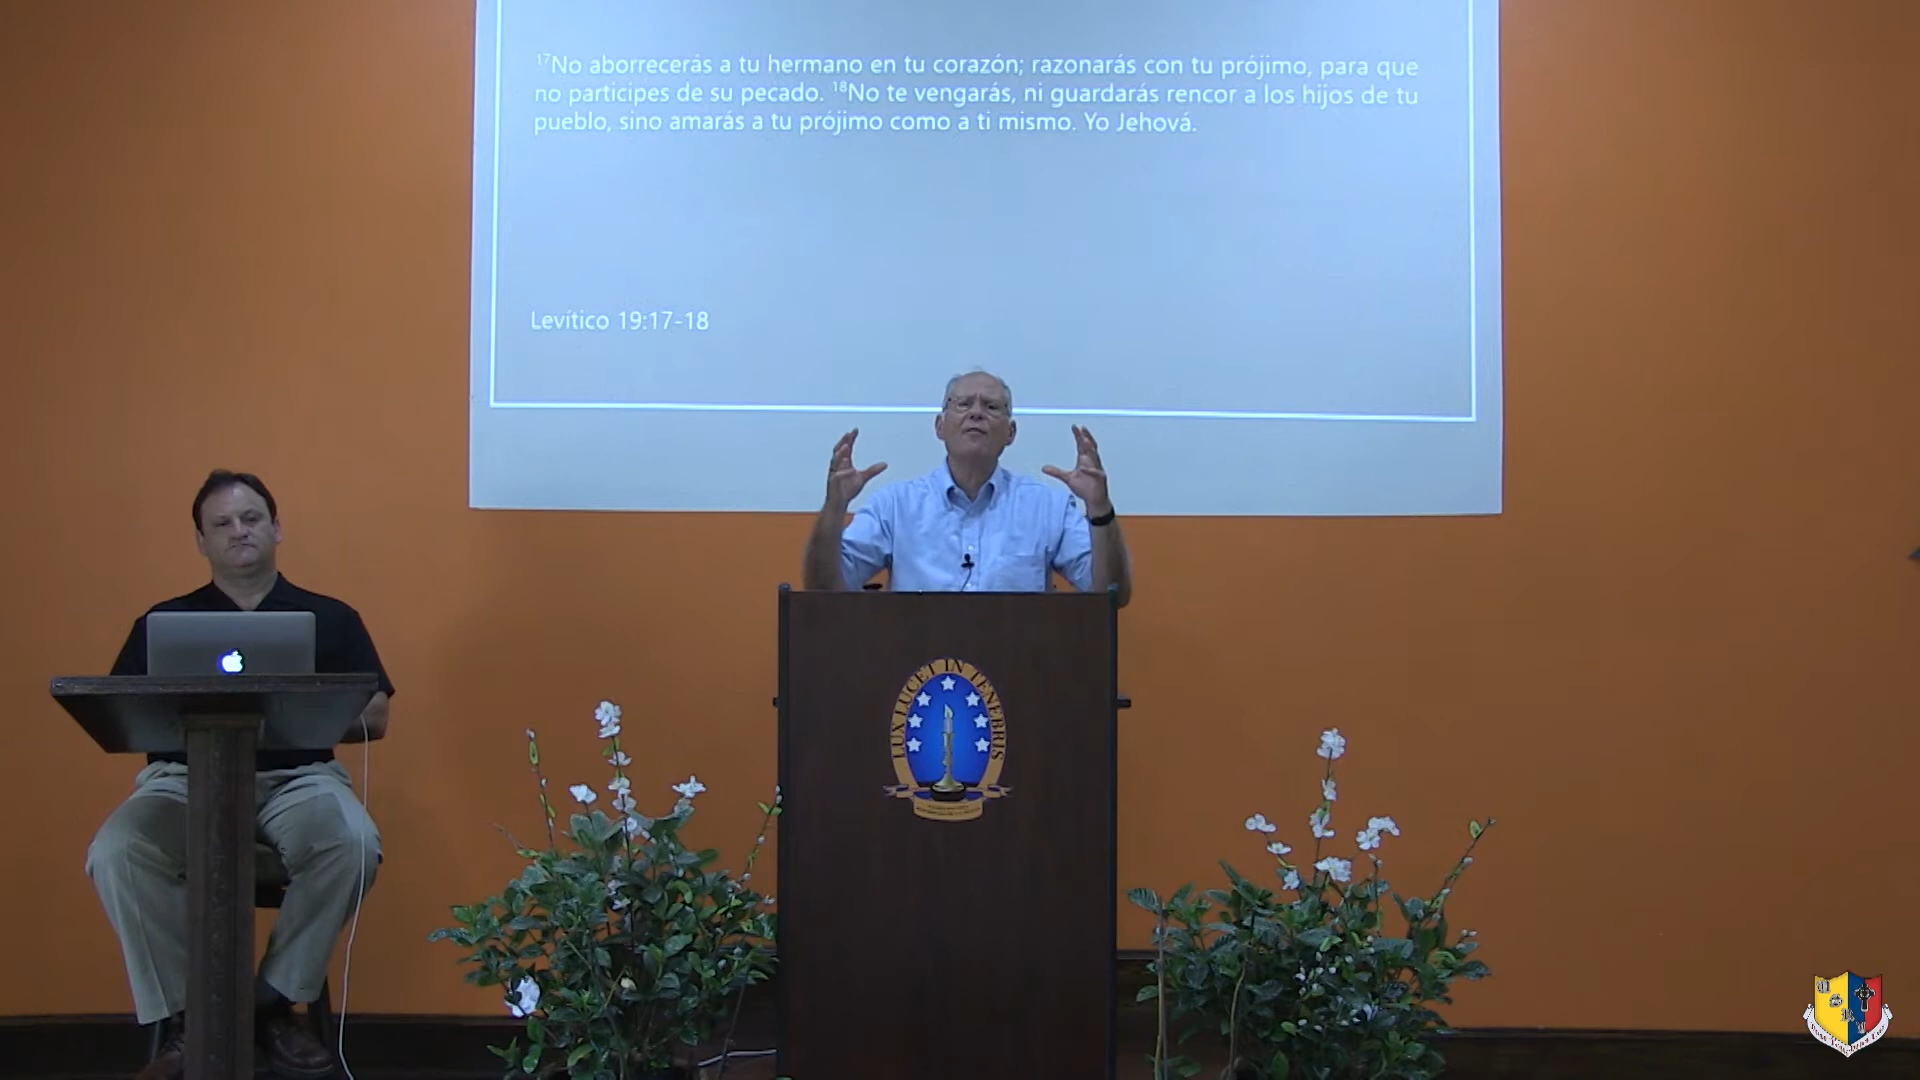 ¹⁷No aborrecerás a tu hermano en tu corazón; razonarás con tu prójimo, para que
no participes de su pecado. ¹⁸No te vengarás, ni guardarás rencor a los hijos de tu
pueblo, sino amarás a tu prójimo como a ti mismo. Yo Jehová.
Levítico 19:17-18
LUX LUCET IN TENEBRIS